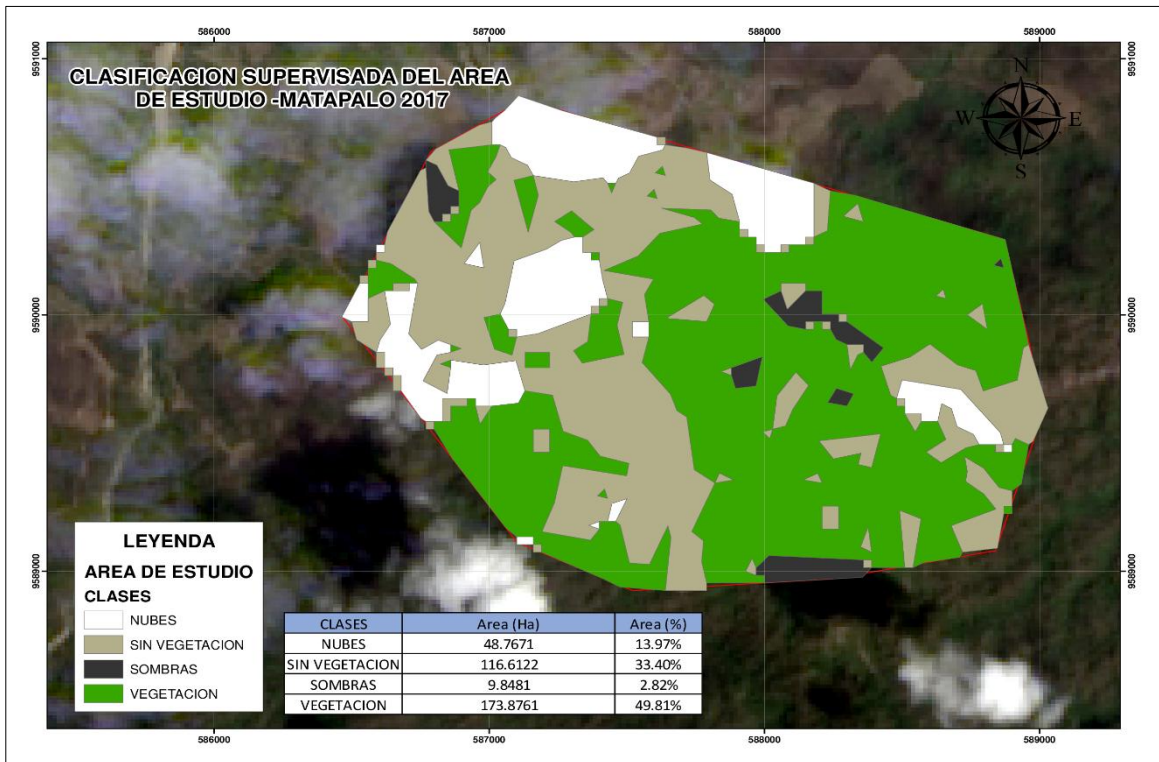 586000 587000 588000 589000
9591000 9591000
CLASIFICACION SUPERVISADA DEL AREA
DE ESTUDIO -MATAPALO 2017
N
W E
S
9590000 9590000
LEYENDA
AREA DE ESTUDIO
CLASES
NUBES
SIN VEGETACION
SOMBRAS
VEGETACION
9589000 9589000
CLASES Area (Ha) Area (%)
NUBES 48.7671 13.97%
SIN VEGETACION 116.6122 33.40%
SOMBRAS 9.8481 2.82%
VEGETACION 173.8761 49.81%
586000 587000 588000 589000